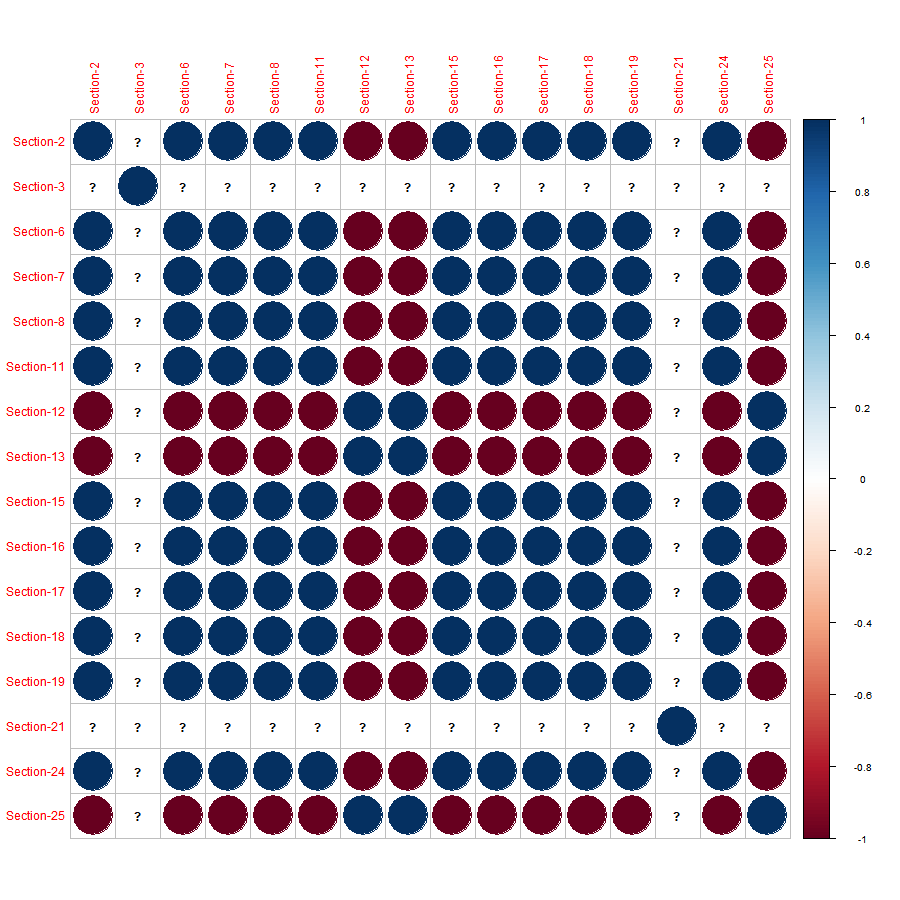 Section-2 Section-3 Section-6 Section-7 Section-8 Section-11 Section-12 Section-13 Section-15 Section-16 Section-17 Section-18 Section-19 Section-21 Section-24 Section-25
Section-2 ? ?
Section-3 ? ? ? ? ? ? ? ? ? ? ? ? ? ? ?
Section-6 ? ?
Section-7 ? ?
Section-8 ? ?
Section-11 ? ?
Section-12 ? ?
Section-13 ? ?
Section-15 ? ?
Section-16 ? ?
Section-17 ? ?
Section-18 ? ?
Section-19 ? ?
Section-21 ? ? ? ? ? ? ? ? ? ? ? ? ? ? ?
Section-24 ? ?
Section-25 ? ?
1
0.8
0.6
0.4
0.2
0
-0.2
-0.4
-0.6
-0.8
-1